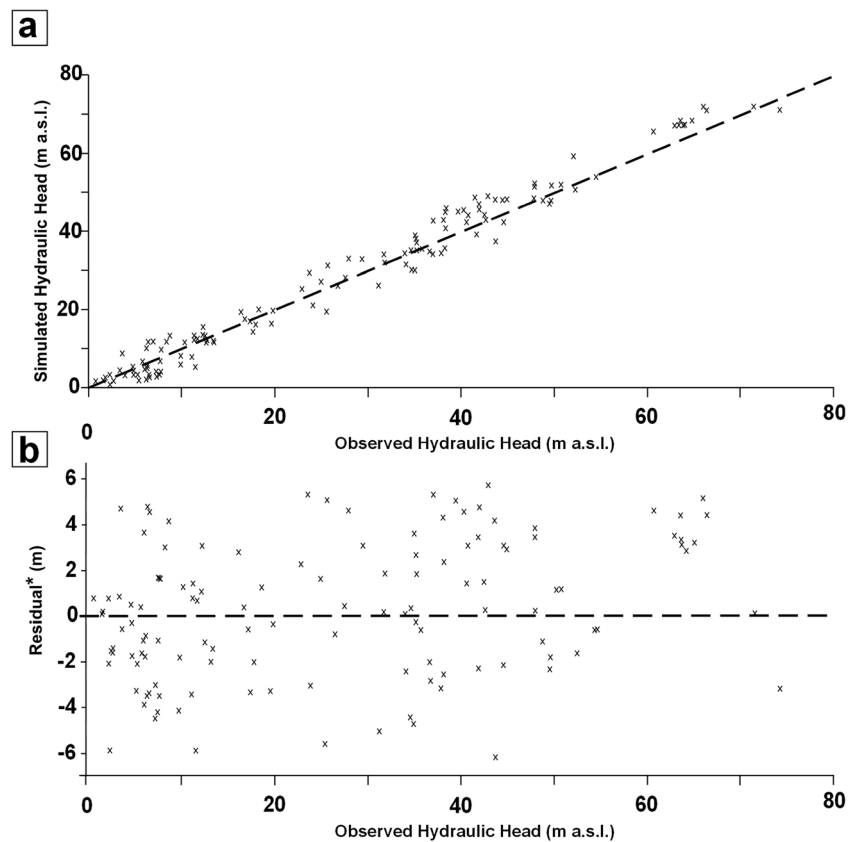 a
80
60
40
20
0
Simulated Hydraulic Head (m a.s.l.)
0 20 40 60 80
Observed Hydraulic Head (m a.s.l.)
b
6
4
2
0
-2
-4
-6
Residual* (m)
0 20 40 60 80
Observed Hydraulic Head (m a.s.l.)